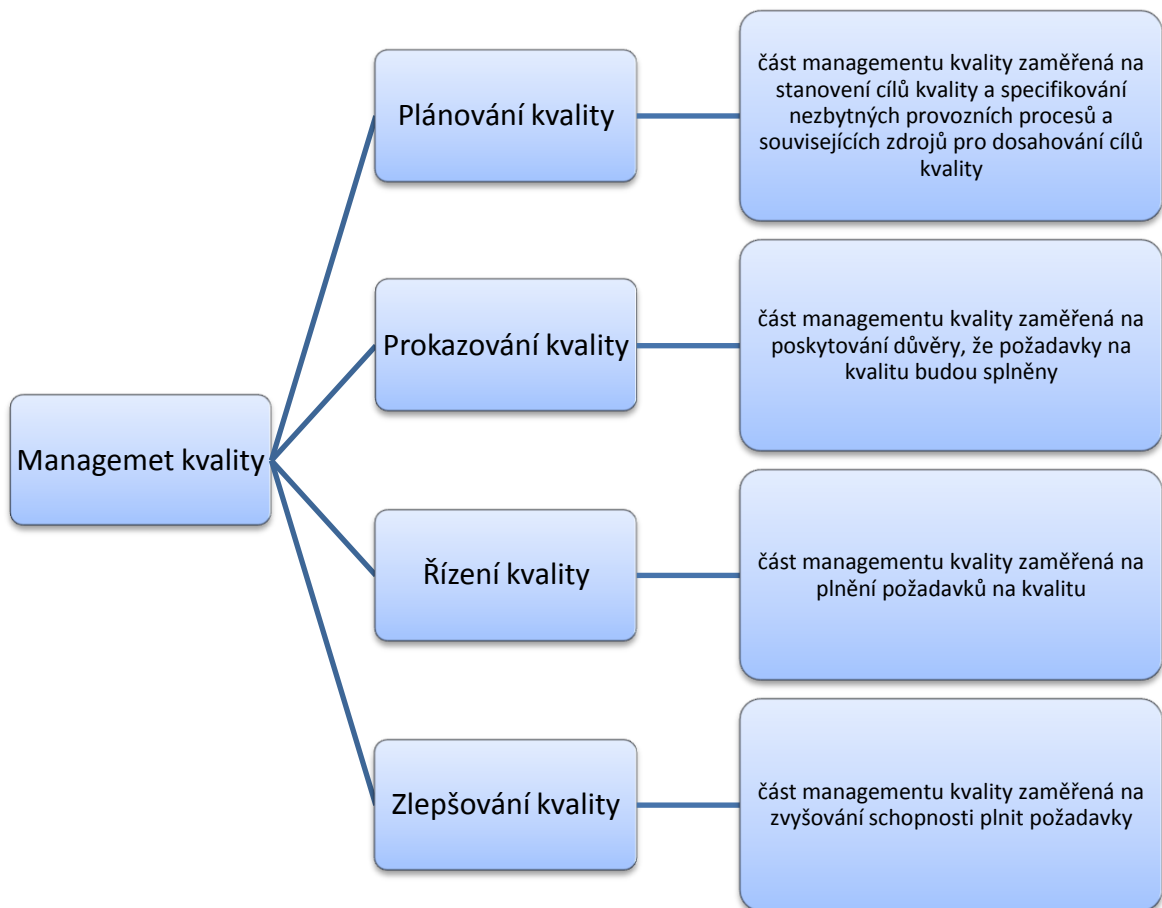 Managemet kvality
Plánování kvality
část managementu kvality zaměřená na
stanovení cílů kvality a specifikování
nezbytných provozních procesů a
souvisejících zdrojů pro dosahování cílů
kvality
Prokazování kvality
část managementu kvality zaměřená na
poskytování důvěry, že požadavky na
kvalitu budou splněny
Řízení kvality
část managementu kvality zaměřená na
plnění požadavků na kvalitu
Zlepšování kvality
část managementu kvality zaměřená na
zvyšování schopnosti plnit požadavky